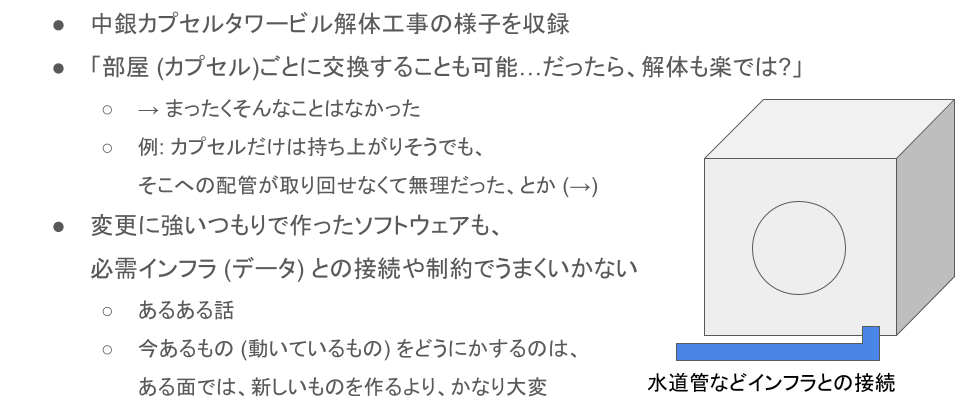 ● 中銀カプセルタワービル解体工事の様子を収録
● 「部屋 (カプセル)ごとに交換することも可能…だったら、解体も楽では?」
○ → まったくそんなことはなかった
○ 例: カプセルだけは持ち上がりそうでも、
そこへの配管が取り回せなくて無理だった、とか (→)
● 変更に強いつもりで作ったソフトウェアも、
必需インフラ (データ) との接続や制約でうまくいかない
○ あるある話
○ 今あるもの (動いているもの) をどうにかするのは、
ある面では、新しいものを作るより、かなり大変
水道管などインフラとの接続